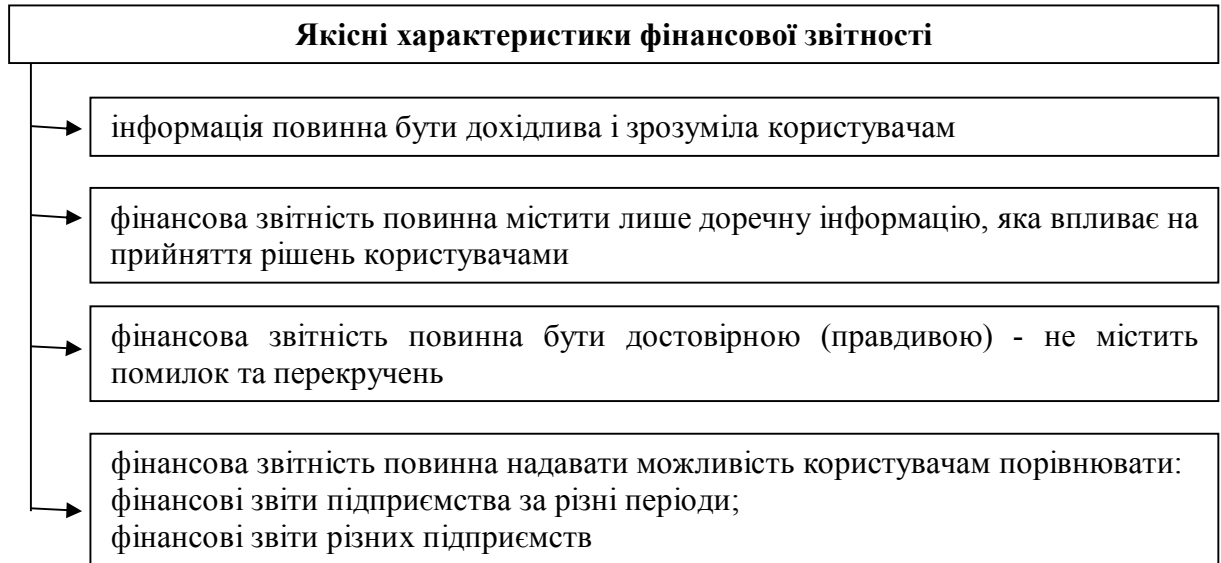 Якісні характеристики фінансової звітності
інформація повинна бути дохідлива і зрозуміла користувачам
фінансова звітність повинна містити лише доречну інформацію, яка впливає на
прийняття рішень користувачами
фінансова звітність повинна бути достовірною (правдивою) - не містить
помилок та перекручень
фінансова звітність повинна надавати можливість користувачам порівнювати:
фінансові звіти підприємства за різні періоди;
фінансові звіти різних підприємств